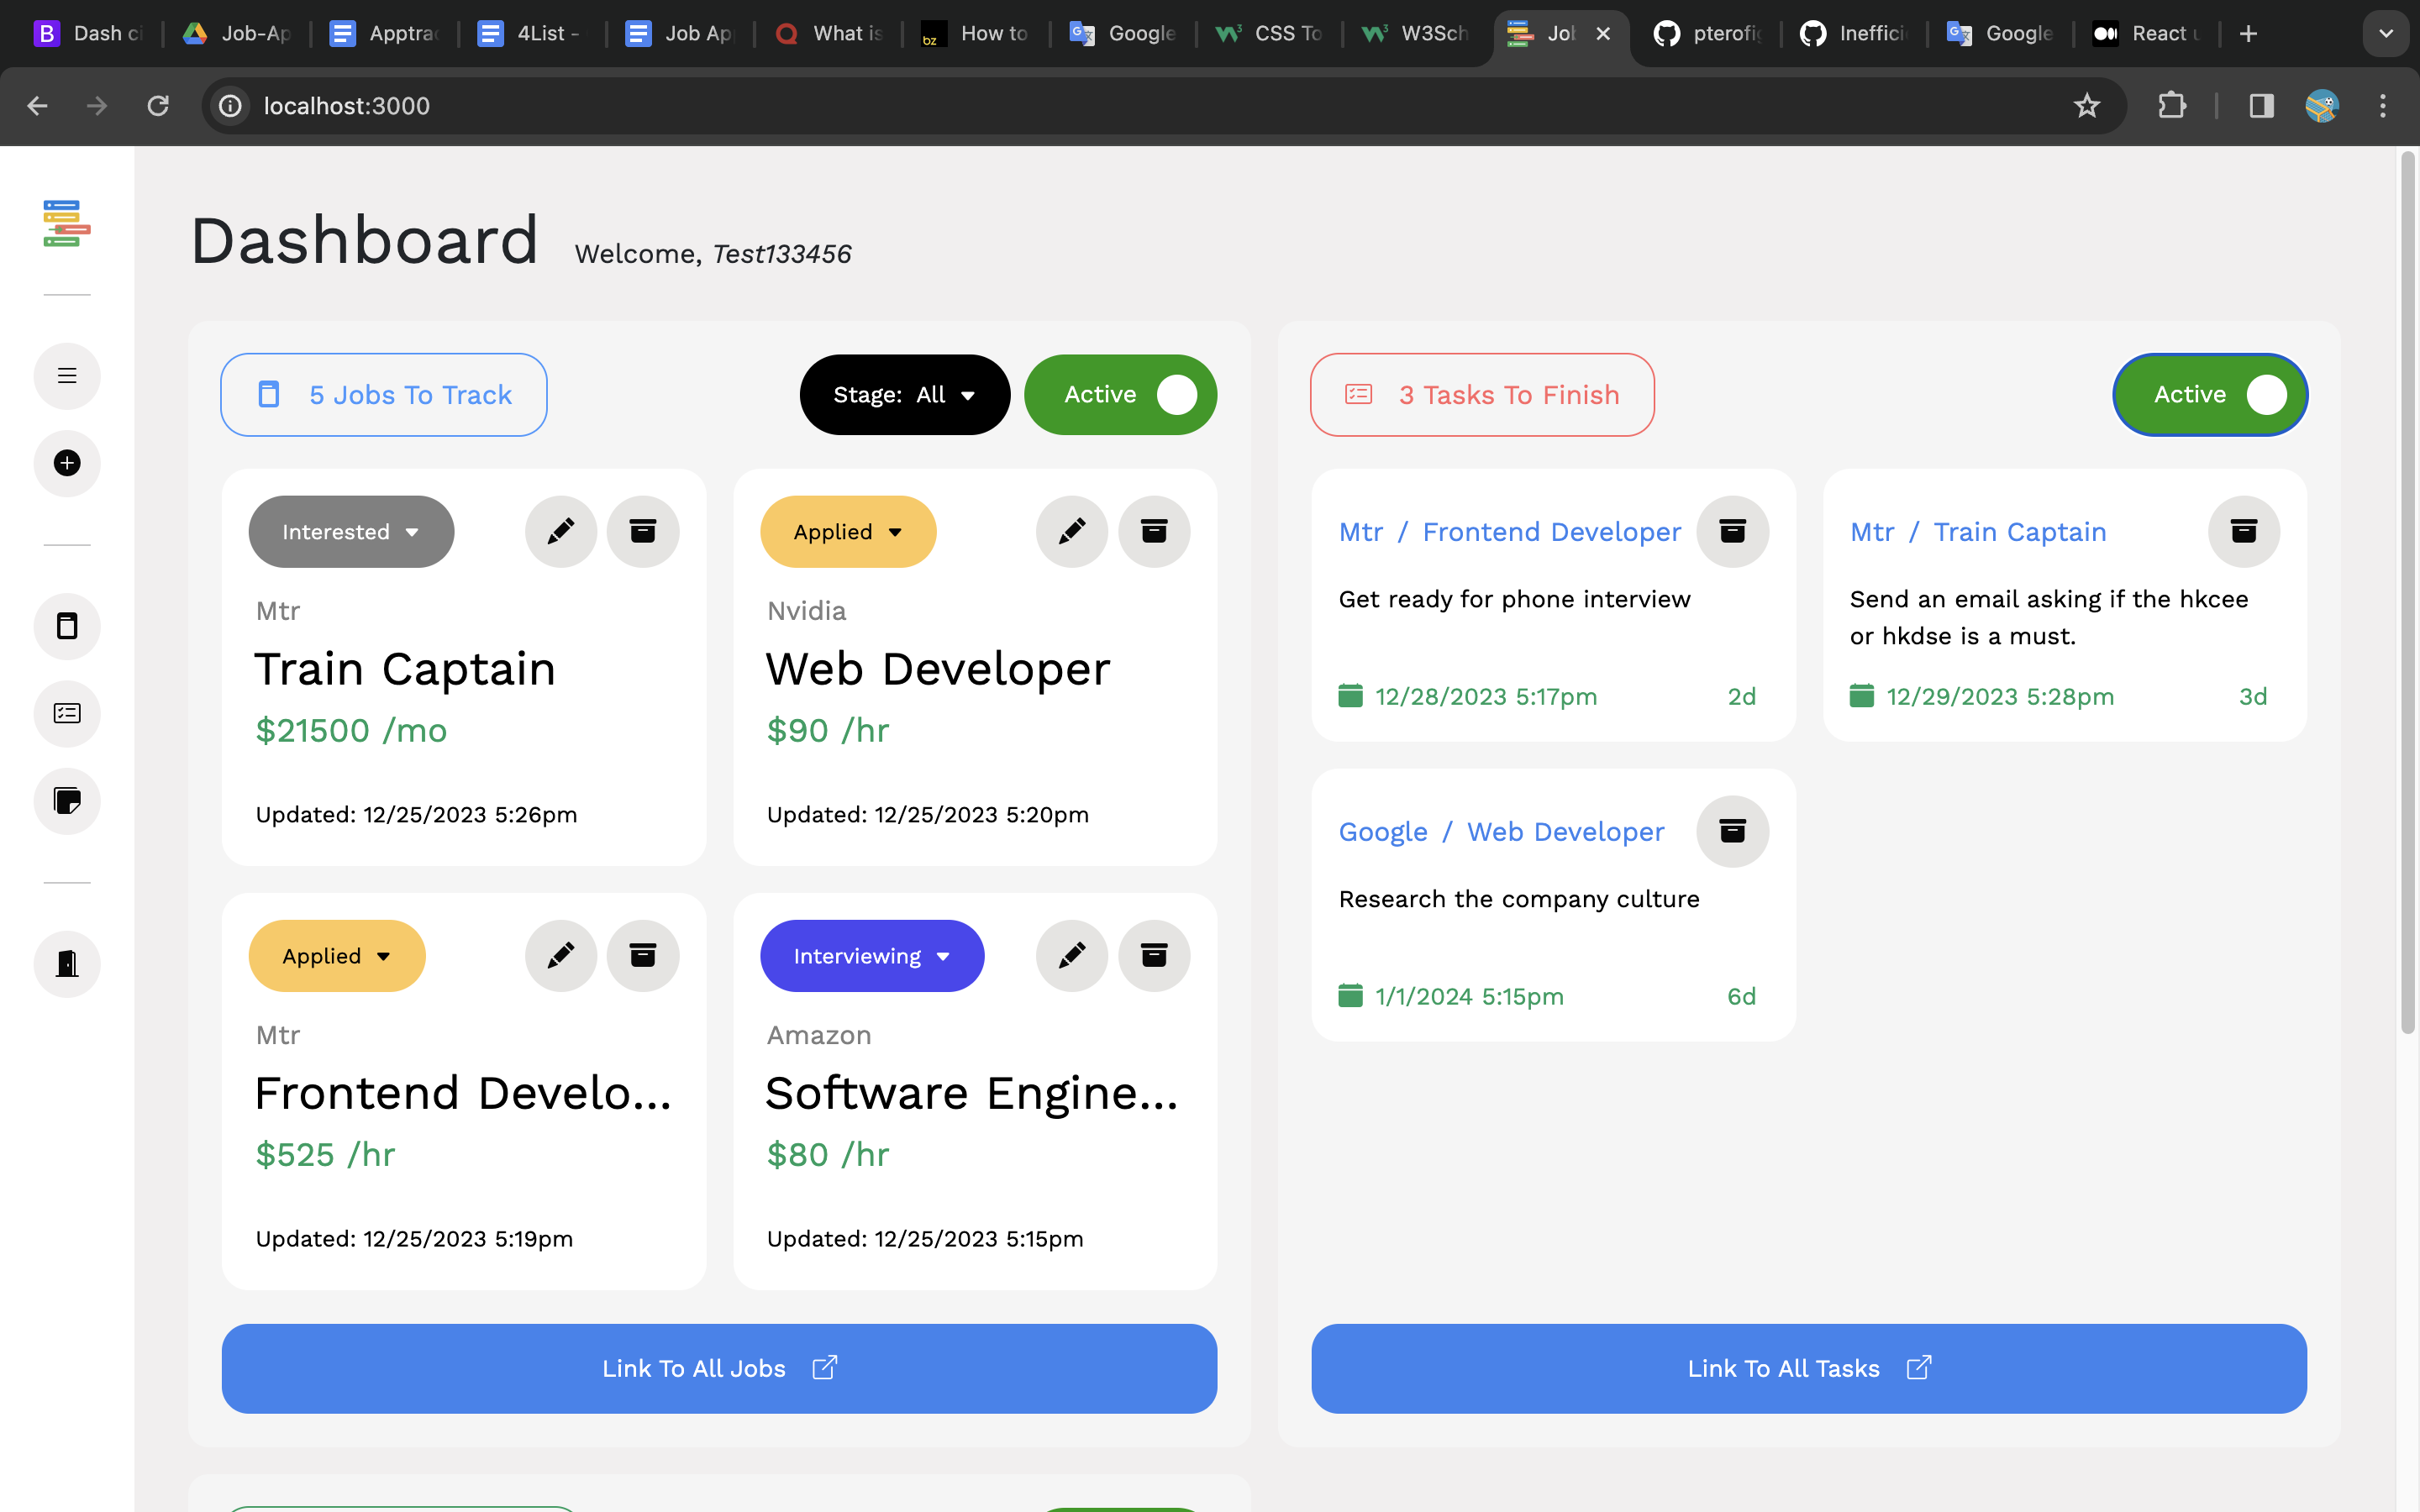 B Dash ci Job-Ap Apptrac 4List - Job App What is bz How to Google CSS To W3Sch Job pterofig Ineffici Google React u
localhost:3000
Dashboard Welcome, Test133456
5 Jobs To Track Stage: All Active
3 Tasks To Finish Active
Interested
Mtr
Train Captain
$21500 /mo
Updated: 12/25/2023 5:26pm
Applied
Nvidia
Web Developer
$90 /hr
Updated: 12/25/2023 5:20pm
Applied
Mtr
Frontend Develo...
$525 /hr
Updated: 12/25/2023 5:19pm
Interviewing
Amazon
Software Engine...
$80 /hr
Updated: 12/25/2023 5:15pm
Link To All Jobs
Mtr / Frontend Developer
Get ready for phone interview
12/28/2023 5:17pm 2d
Mtr / Train Captain
Send an email asking if the hkcee
or hkdse is a must.
12/29/2023 5:28pm 3d
Google / Web Developer
Research the company culture
1/1/2024 5:15pm 6d
Link To All Tasks